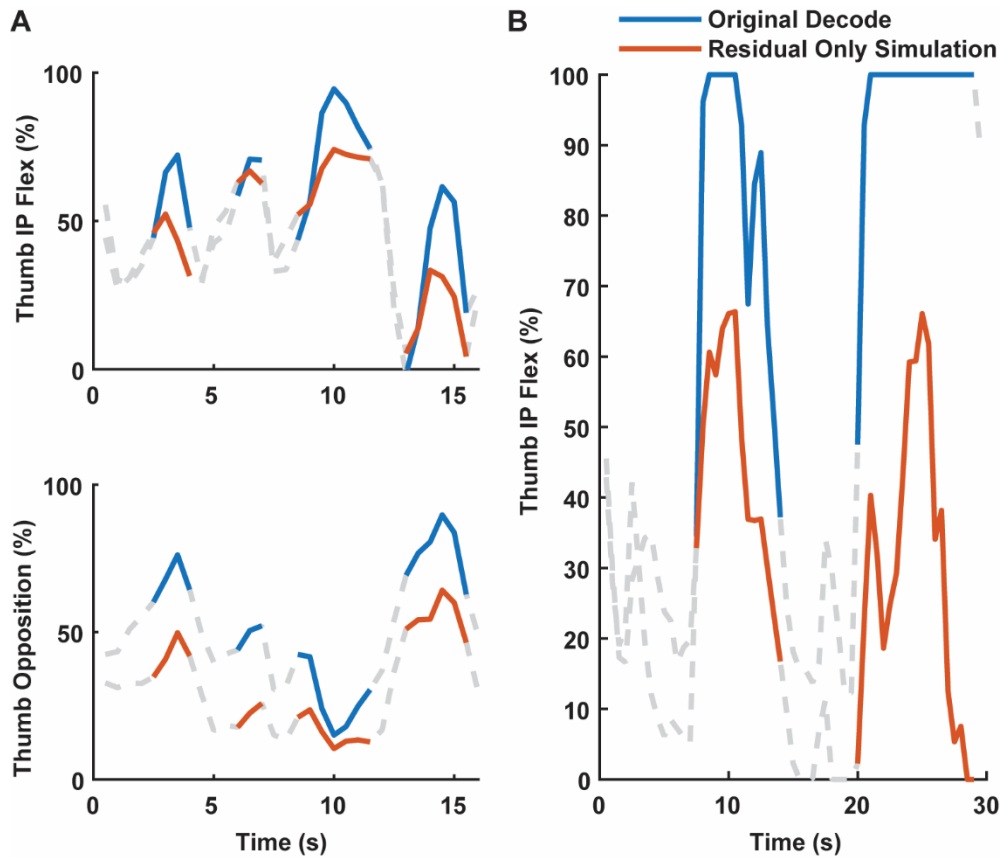 A
B
Original Decode
Residual Only Simulation
Thumb IP Flex (%)
100
50
0
0 5 10 15
Thumb Opposition (%)
100
50
0
0 5 10 15
Time (s)
Thumb IP Flex (%)
100
90
80
70
60
50
40
30
20
10
0
0 10 20 30
Time (s)